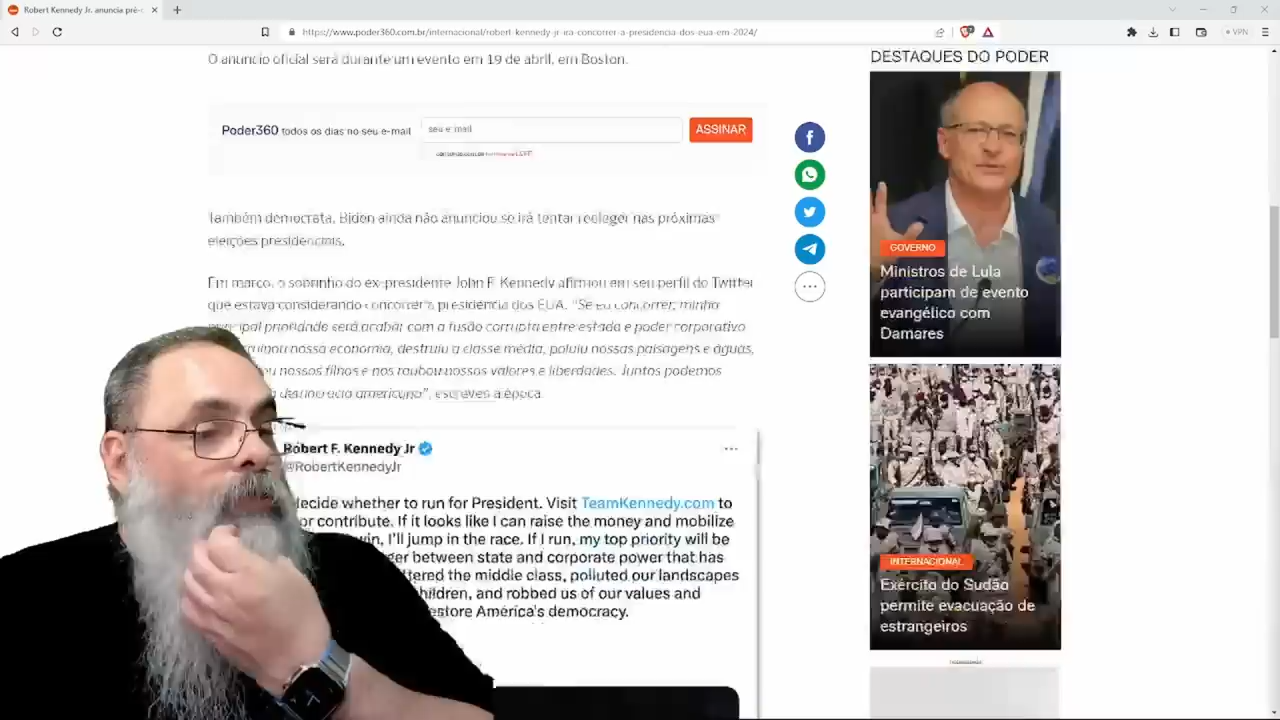 Robert Kennedy Jr. anuncia pré-c
https://www.poder360.com.br/internacional/robert-kennedy-jr-ira-concorrer-a-presidencia-dos-eua-em-2024/
VPN
O anúncio oficial será durante um evento em 19 de abril, em Boston.
Poder360 todos os dias no seu e-mail
seu e-mail
ASSINAR
Também democrata, Biden ainda não anunciou se irá tentar reeleger nas próximas
eleições presidenciais.
Em março, o sobrinho do ex-presidente John F. Kennedy afirmou em seu perfil do Twitter
que estava considerando concorrer à presidência dos EUA. "Se eu concorrer, minha
principal prioridade será acabar com a fusão corrupta entre estado e poder corporativo
nossa economia, destruiu a classe média, poluiu nossas paisagens e águas,
nossos filhos e nos roubou nossos valores e liberdades. Juntos podemos
democracia americana", escreveu à época.
Robert F. Kennedy Jr
@RobertKennedyJr
decide whether to run for President. Visit TeamKennedy.com to
or contribute. If it looks like I can raise the money and mobilize
win, I'll jump in the race. If I run, my top priority will be
ger between state and corporate power that has
tered the middle class, polluted our landscapes
hildren, and robbed us of our values and
estore America's democracy.
DESTAQUES DO PODER
GOVERNO
Ministros de Lula
participam de evento
evangélico com
Damares
INTERNACIONAL
Exército do Sudão
permite evacuação de
estrangeiros